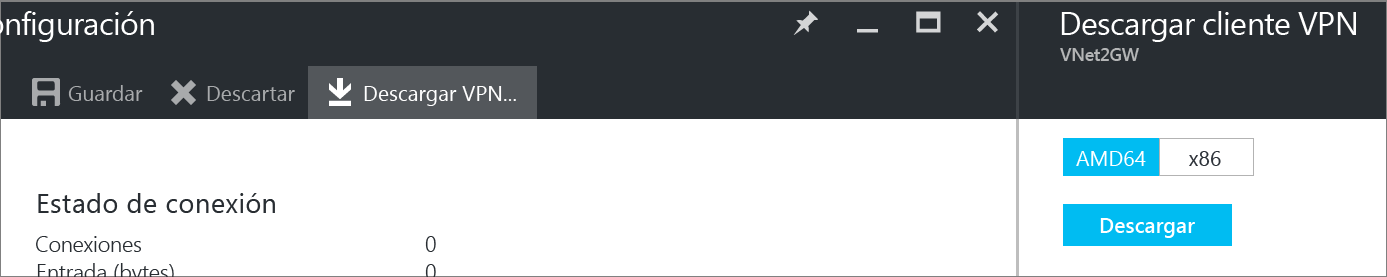 onfiguración
Guardar Descartar Descargar VPN...
Estado de conexión
Conexiones 0
Entrada (bytes) 0
Descargar cliente VPN
VNet2GW
AMD64 x86
Descargar